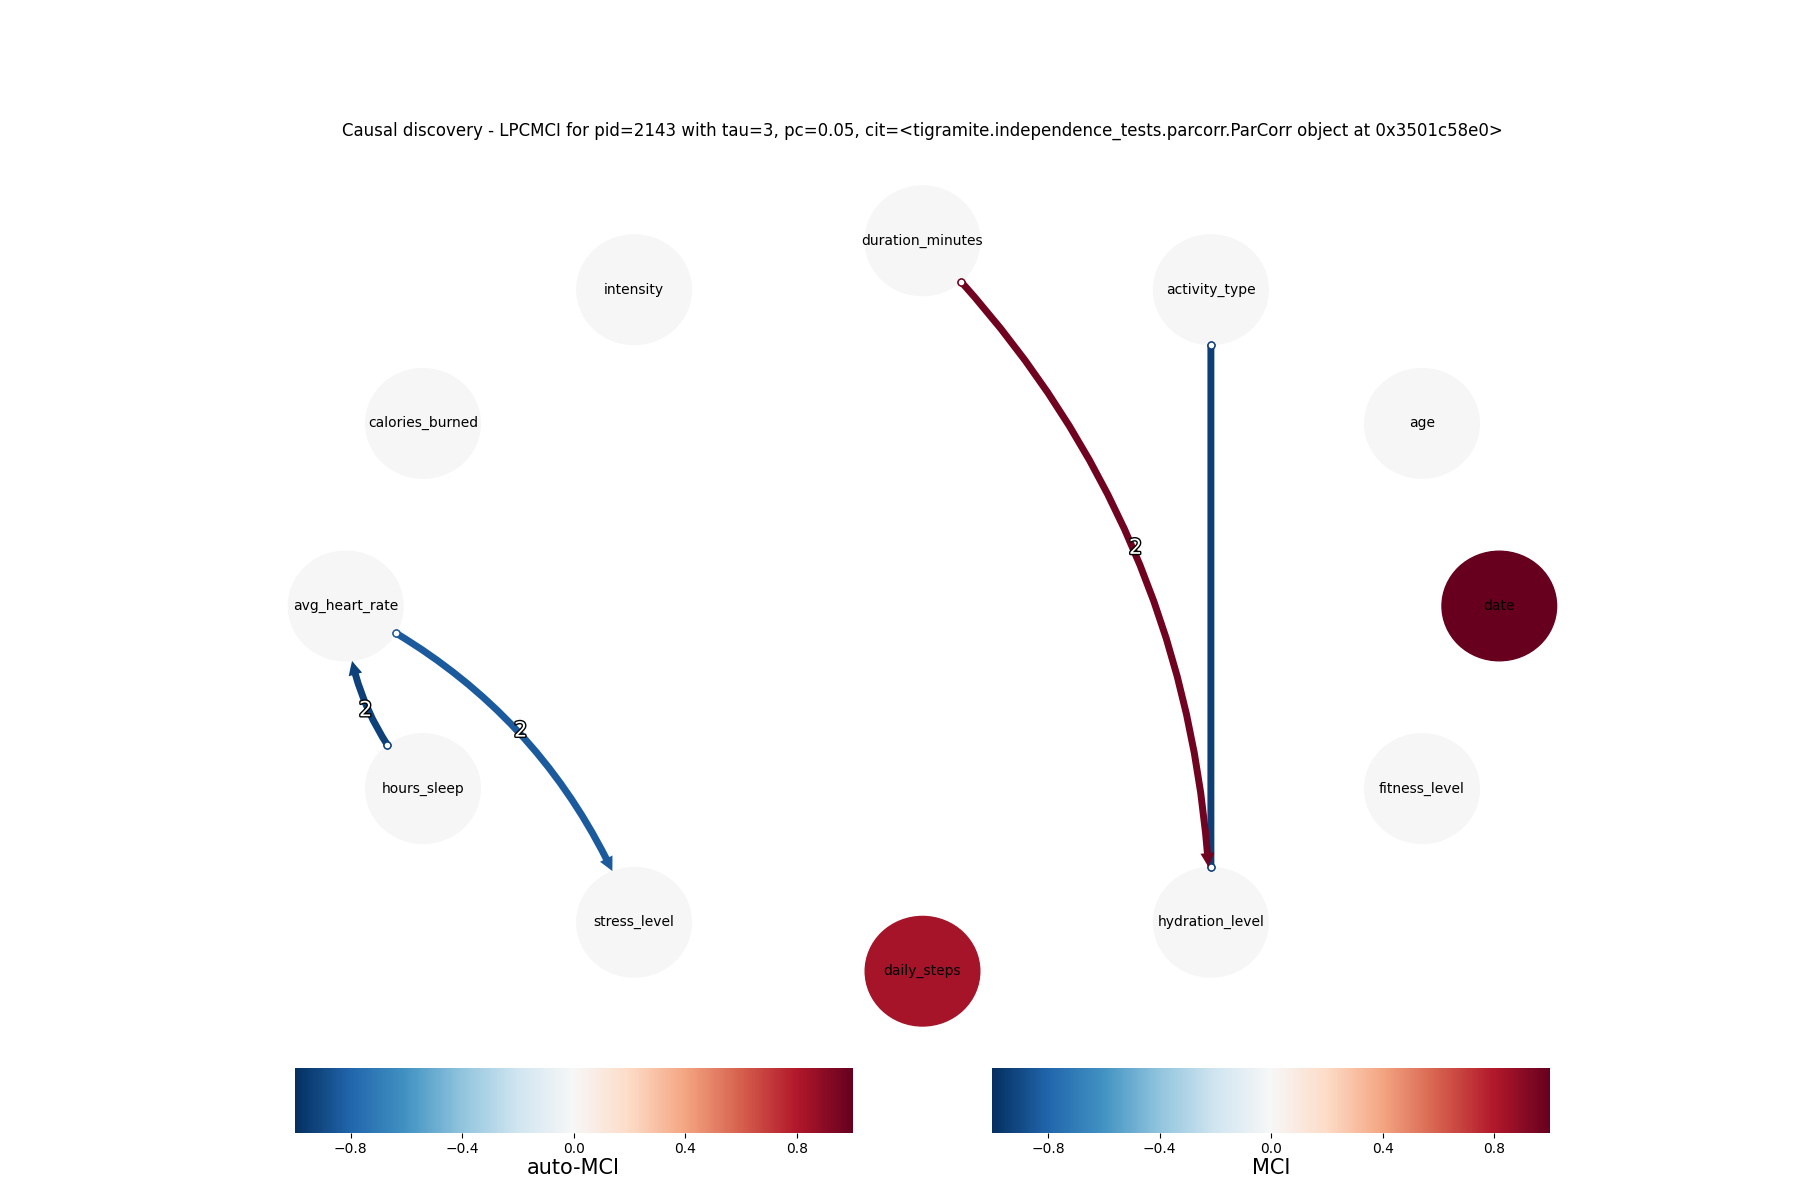 Causal discovery - LPCMCI for pid=2143 with tau=3, pc=0.05, cit=<tigramite.independence_tests.parcorr.ParCorr object at 0x3501c58e0>
duration_minutes
intensity
activity_type
calories_burned
age
2
avg_heart_rate
date
2
2
hours_sleep
fitness_level
stress_level
hydration_level
daily_steps
−0.8 −0.4 0.0 0.4 0.8
auto-MCI
−0.8 −0.4 0.0 0.4 0.8
MCI